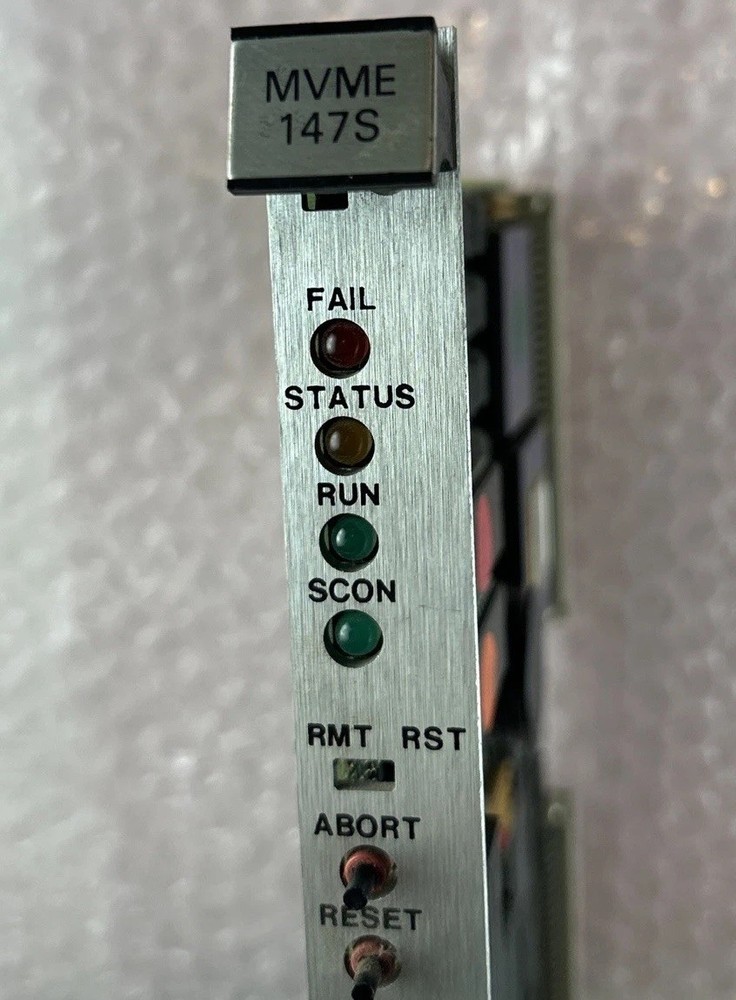 MVME
147S
FAIL
STATUS
RUN
SCON
RMT RST
ABORT
RESET